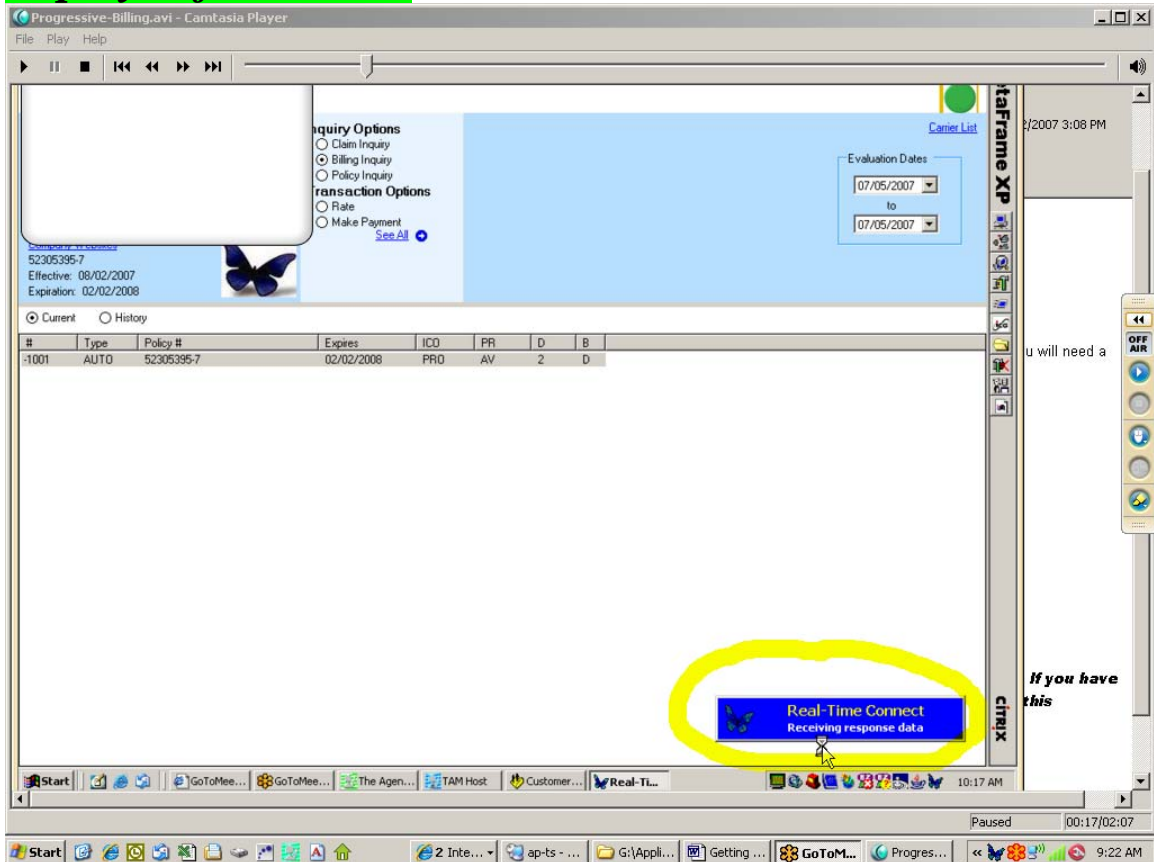 Progressive-Billing.avi - Camtasia Player
File Play Help
taFrame XP
2/2007 3:08 PM
Inquiry Options
Claim Inquiry
Billing Inquiry
Policy Inquiry
Transaction Options
Rate
Make Payment
See All
Carrier List
Evaluation Dates
07/05/2007
to
07/05/2007
52305395-7
Effective: 08/02/2007
Expiration: 02/02/2008
Current History
# Type Policy # Expires ICO PR D B
-1001 AUTO 52305395-7 02/02/2008 PRO AV 2 D
u will need a
OFF AIR
If you have
this
Real-Time Connect
Receiving response data
CITRIX
Start GoToMee... GoToMee... The Agen... TAM Host Customer... Real-Ti... 10:17 AM
Paused 00:17/02:07
Start 2 Inte... ap-ts - ... G:\Appli... Getting ... GoToM... Progres... 9:22 AM